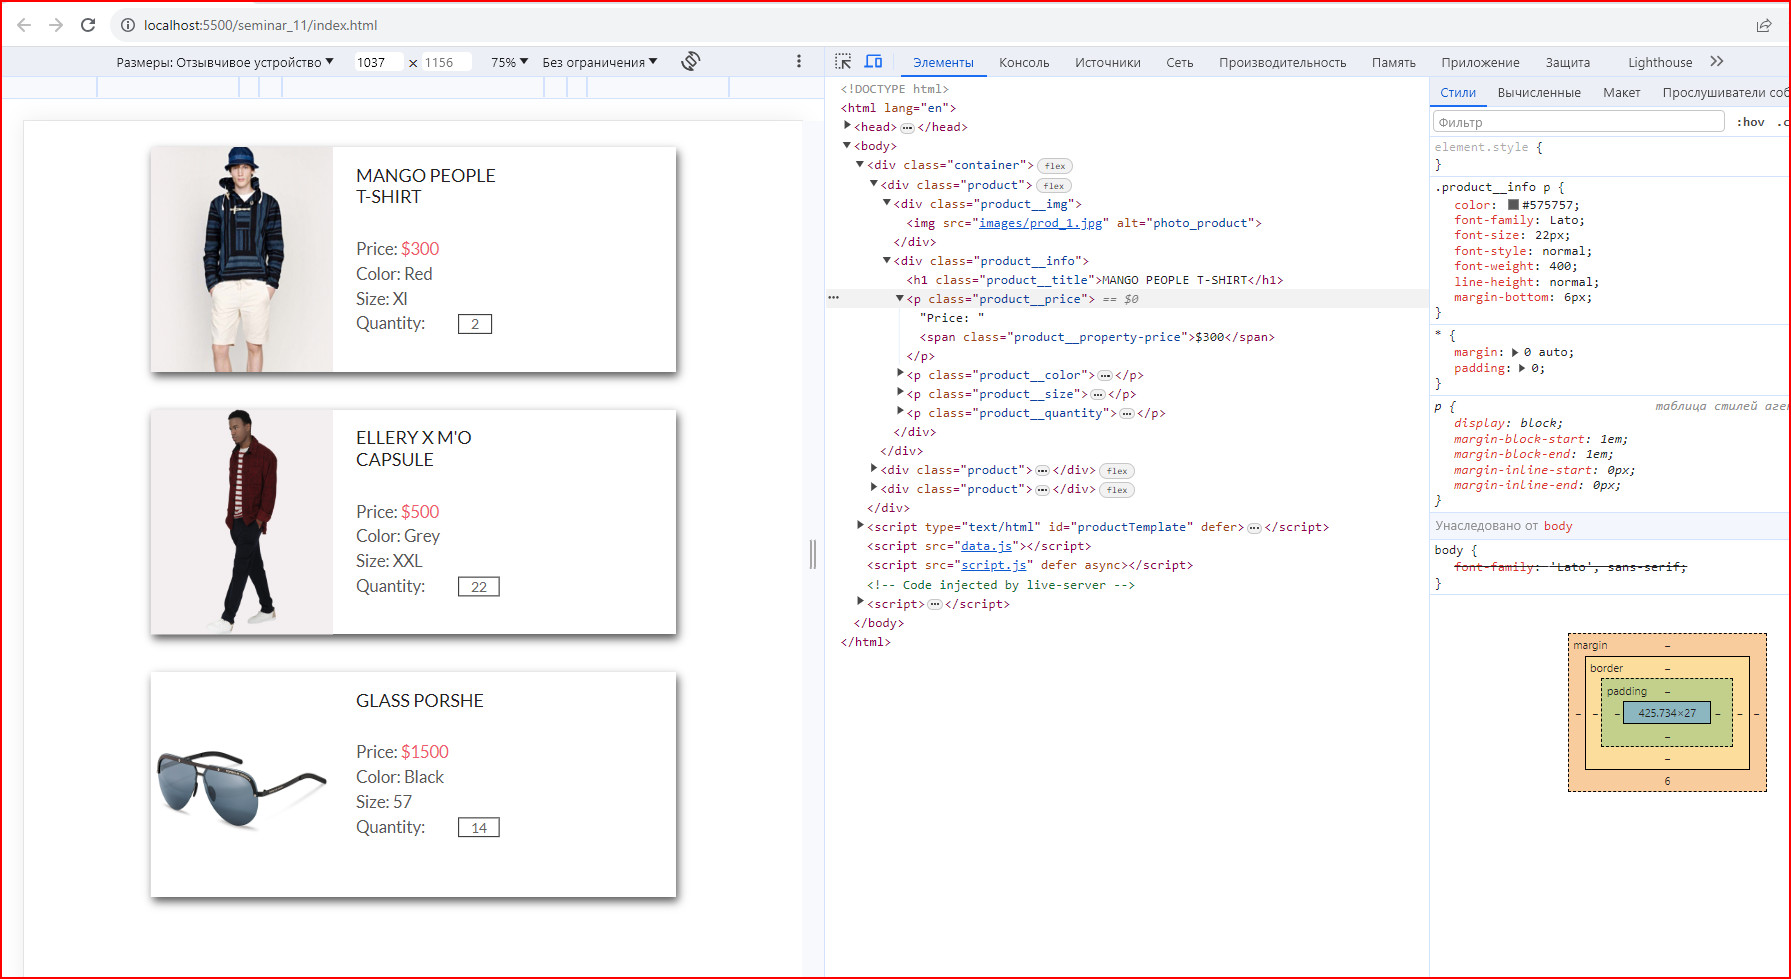 localhost:5500/seminar_11/index.html
Размеры: Отзывчивое устройство ▼ 1037 × 1156 75% ▼ Без ограничения ▼
Элементы Консоль Источники Сеть Производительность Память Приложение Защита Lighthouse
MANGO PEOPLE
T-SHIRT
Price: $300
Color: Red
Size: Xl
Quantity: 2
ELLERY X M'O
CAPSULE
Price: $500
Color: Grey
Size: XXL
Quantity: 22
GLASS PORSHE
Price: $1500
Color: Black
Size: 57
Quantity: 14
<!DOCTYPE html>
<html lang="en">
<head> … </head>
<body>
<div class="container"> flex
<div class="product"> flex
<div class="product__img">
<img src="images/prod_1.jpg" alt="photo_product">
</div>
<div class="product__info">
<h1 class="product__title">MANGO PEOPLE T-SHIRT</h1>
… <p class="product__price"> == $0
"Price: "
<span class="product__property-price">$300</span>
</p>
<p class="product__color"> … </p>
<p class="product__size"> … </p>
<p class="product__quantity"> … </p>
</div>
</div>
<div class="product"> … </div> flex
<div class="product"> … </div> flex
</div>
<script type="text/html" id="productTemplate" defer> … </script>
<script src="data.js"></script>
<script src="script.js" defer async></script>
<!-- Code injected by live-server -->
<script> … </script>
</body>
</html>
Стили Вычисленные Макет Прослушиватели соб
Фильтр :hov .c
element.style {
}
.product__info p {
color: #575757;
font-family: Lato;
font-size: 22px;
font-style: normal;
font-weight: 400;
line-height: normal;
margin-bottom: 6px;
}
* {
margin: 0 auto;
padding: 0;
}
p { таблица стилей аген
display: block;
margin-block-start: 1em;
margin-block-end: 1em;
margin-inline-start: 0px;
margin-inline-end: 0px;
}
Унаследовано от body
body {
font-family: 'Lato', sans-serif;
}
margin –
border –
padding –
– – – 425.734×27 – – –
–
–
6